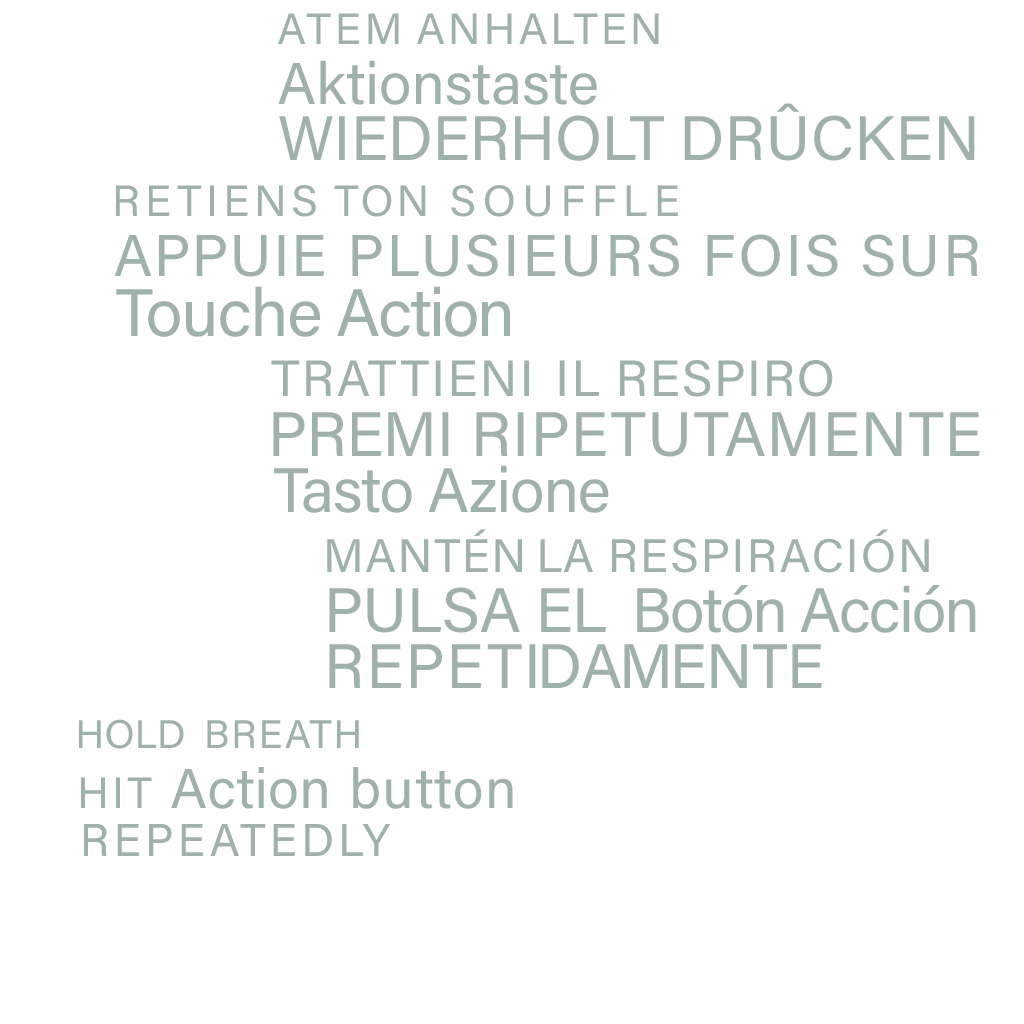 ATEM ANHALTEN
Aktionstaste
WIEDERHOLT DRÛCKEN
RETIENS TON SOUFFLE
APPUIE PLUSIEURS FOIS SUR
Touche Action
TRATTIENI IL RESPIRO
PREMI RIPETUTAMENTE
Tasto Azione
MANTÉN LA RESPIRACIÓN
PULSA EL Botón Acción
REPETIDAMENTE
HOLD BREATH
HIT Action button
REPEATEDLY